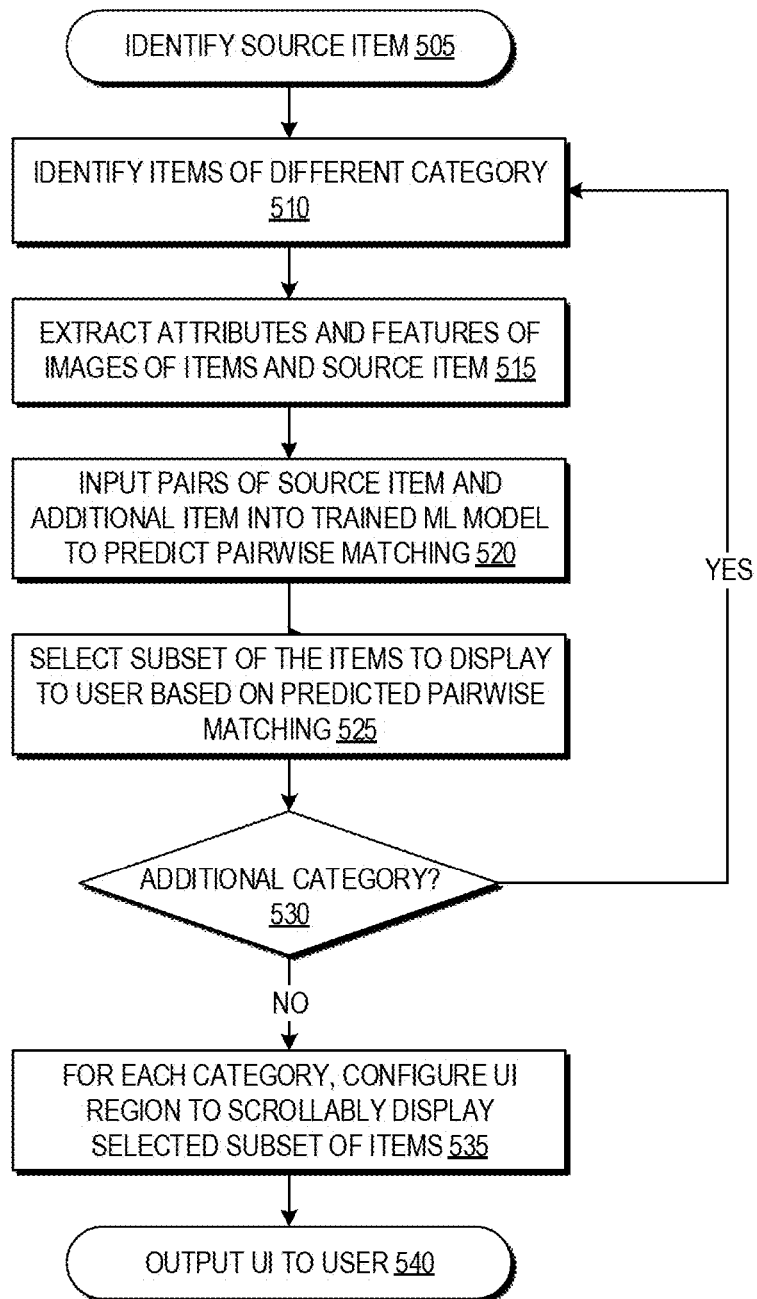 IDENTIFY SOURCE ITEM 505
IDENTIFY ITEMS OF DIFFERENT CATEGORY
510
EXTRACT ATTRIBUTES AND FEATURES OF
IMAGES OF ITEMS AND SOURCE ITEM 515
INPUT PAIRS OF SOURCE ITEM AND
ADDITIONAL ITEM INTO TRAINED ML MODEL
TO PREDICT PAIRWISE MATCHING 520
YES
SELECT SUBSET OF THE ITEMS TO DISPLAY
TO USER BASED ON PREDICTED PAIRWISE
MATCHING 525
ADDITIONAL CATEGORY?
530
NO
FOR EACH CATEGORY, CONFIGURE UI
REGION TO SCROLLABLY DISPLAY
SELECTED SUBSET OF ITEMS 535
OUTPUT UI TO USER 540